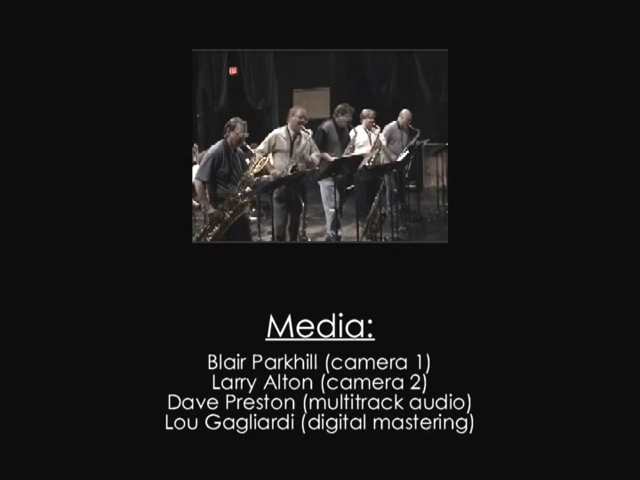 Media:
Blair Parkhill (camera 1)
Larry Alton (camera 2)
Dave Preston (multitrack audio)
Lou Gagliardi (digital mastering)